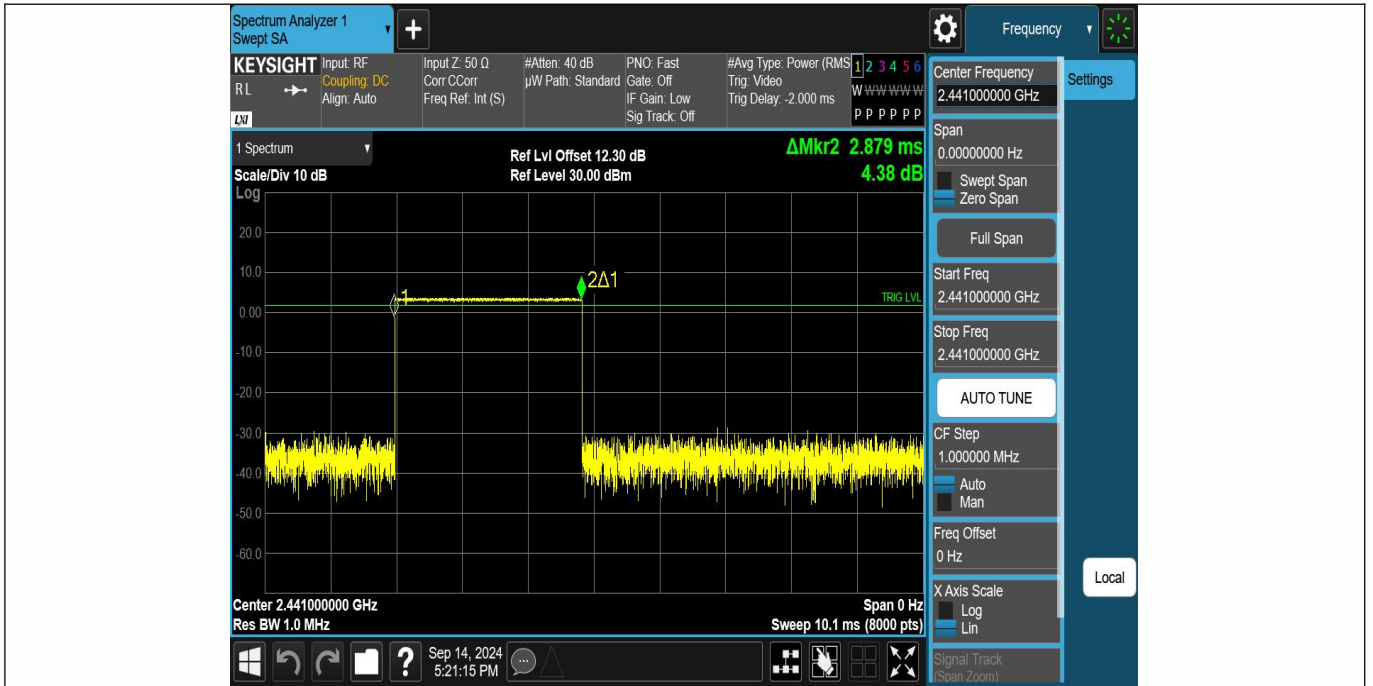 Spectrum Analyzer 1
Swept SA
+
Frequency
KEYSIGHT
RL
LXI
Input: RF
Coupling: DC
Align: Auto
Input Z: 50 Ω
Corr CCorr
Freq Ref: Int (S)
#Atten: 40 dB
µW Path: Standard
PNO: Fast
Gate: Off
IF Gain: Low
Sig Track: Off
#Avg Type: Power (RMS
Trig: Video
Trig Delay: -2.000 ms
1 2 3 4 5 6
W W W W W W
P P P P P P
1 Spectrum
Scale/Div 10 dB
Ref Lvl Offset 12.30 dB
Ref Level 30.00 dBm
ΔMkr2 2.879 ms
4.38 dB
Log
20.0
10.0
0.00
-10.0
-20.0
-30.0
-40.0
-50.0
-60.0
1
2Δ1
TRIG LVL
Center 2.441000000 GHz
Res BW 1.0 MHz
Span 0 Hz
Sweep 10.1 ms (8000 pts)
Center Frequency
2.441000000 GHz
Settings
Span
0.00000000 Hz
Swept Span
Zero Span
Full Span
Start Freq
2.441000000 GHz
Stop Freq
2.441000000 GHz
AUTO TUNE
CF Step
1.000000 MHz
Auto
Man
Freq Offset
0 Hz
X Axis Scale
Log
Lin
Signal Track
(Span Zoom)
Local
?
Sep 14, 2024
5:21:15 PM